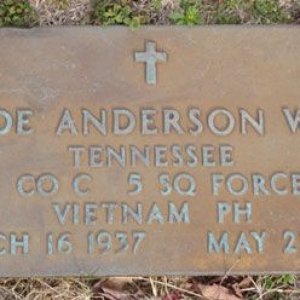 DE ANDERSON W
TENNESSEE
CO C 5 SQ FORCE
VIETNAM PH
CH 16 1937 MAY 2